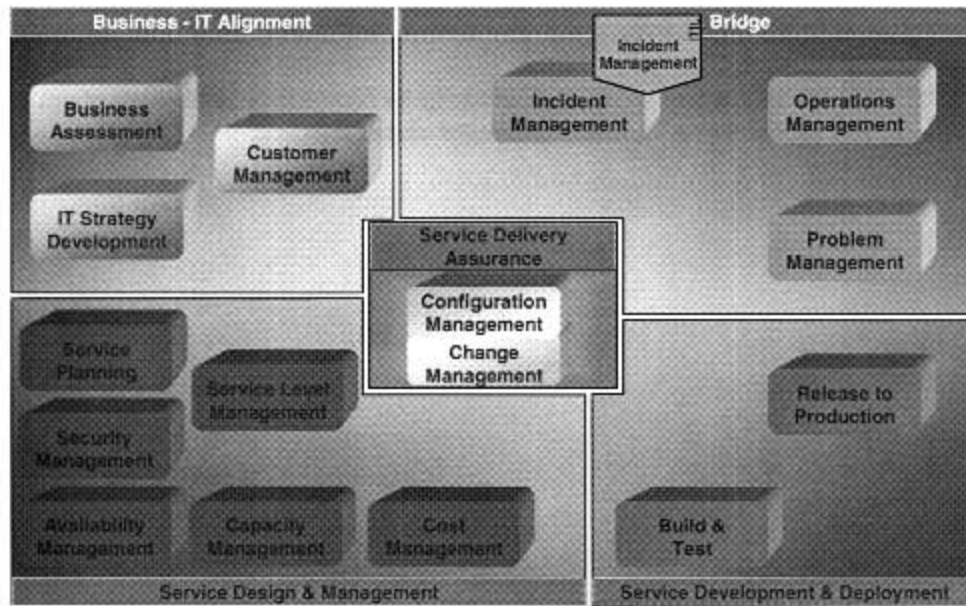 Business - IT Alignment
Bridge
Incident
Management
Business
Assessment
Customer
Management
IT Strategy
Development
Incident
Management
Operations
Management
Problem
Management
Service Delivery
Assurance
Configuration
Management
Change
Management
Service
Planning
Service Level
Management
Security
Management
Availability
Management
Capacity
Management
Cost
Management
Release to
Production
Build &
Test
Service Design & Management
Service Development & Deployment